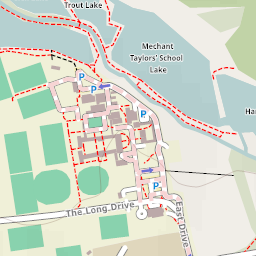 Trout Lake
Mechant
Taylors' School
Lake
Ha
P
P
P
P
The Long Drive
East Drive